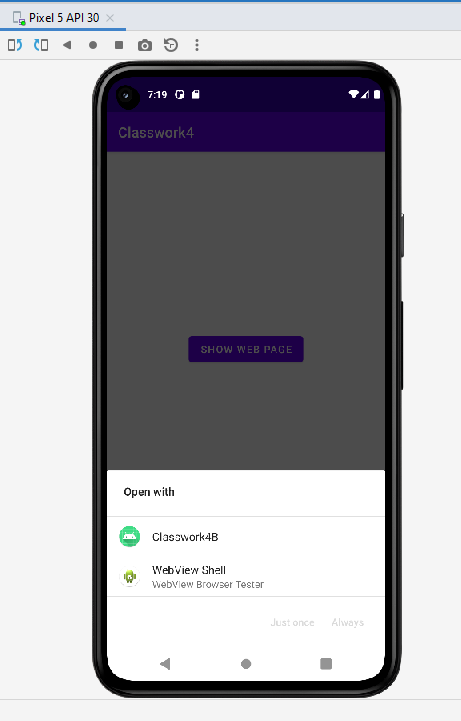 Pixel 5 API 30
7:19
Classwork4
SHOW WEB PAGE
Open with
Classwork4B
WebView Shell
WebView Browser Tester
Just once Always